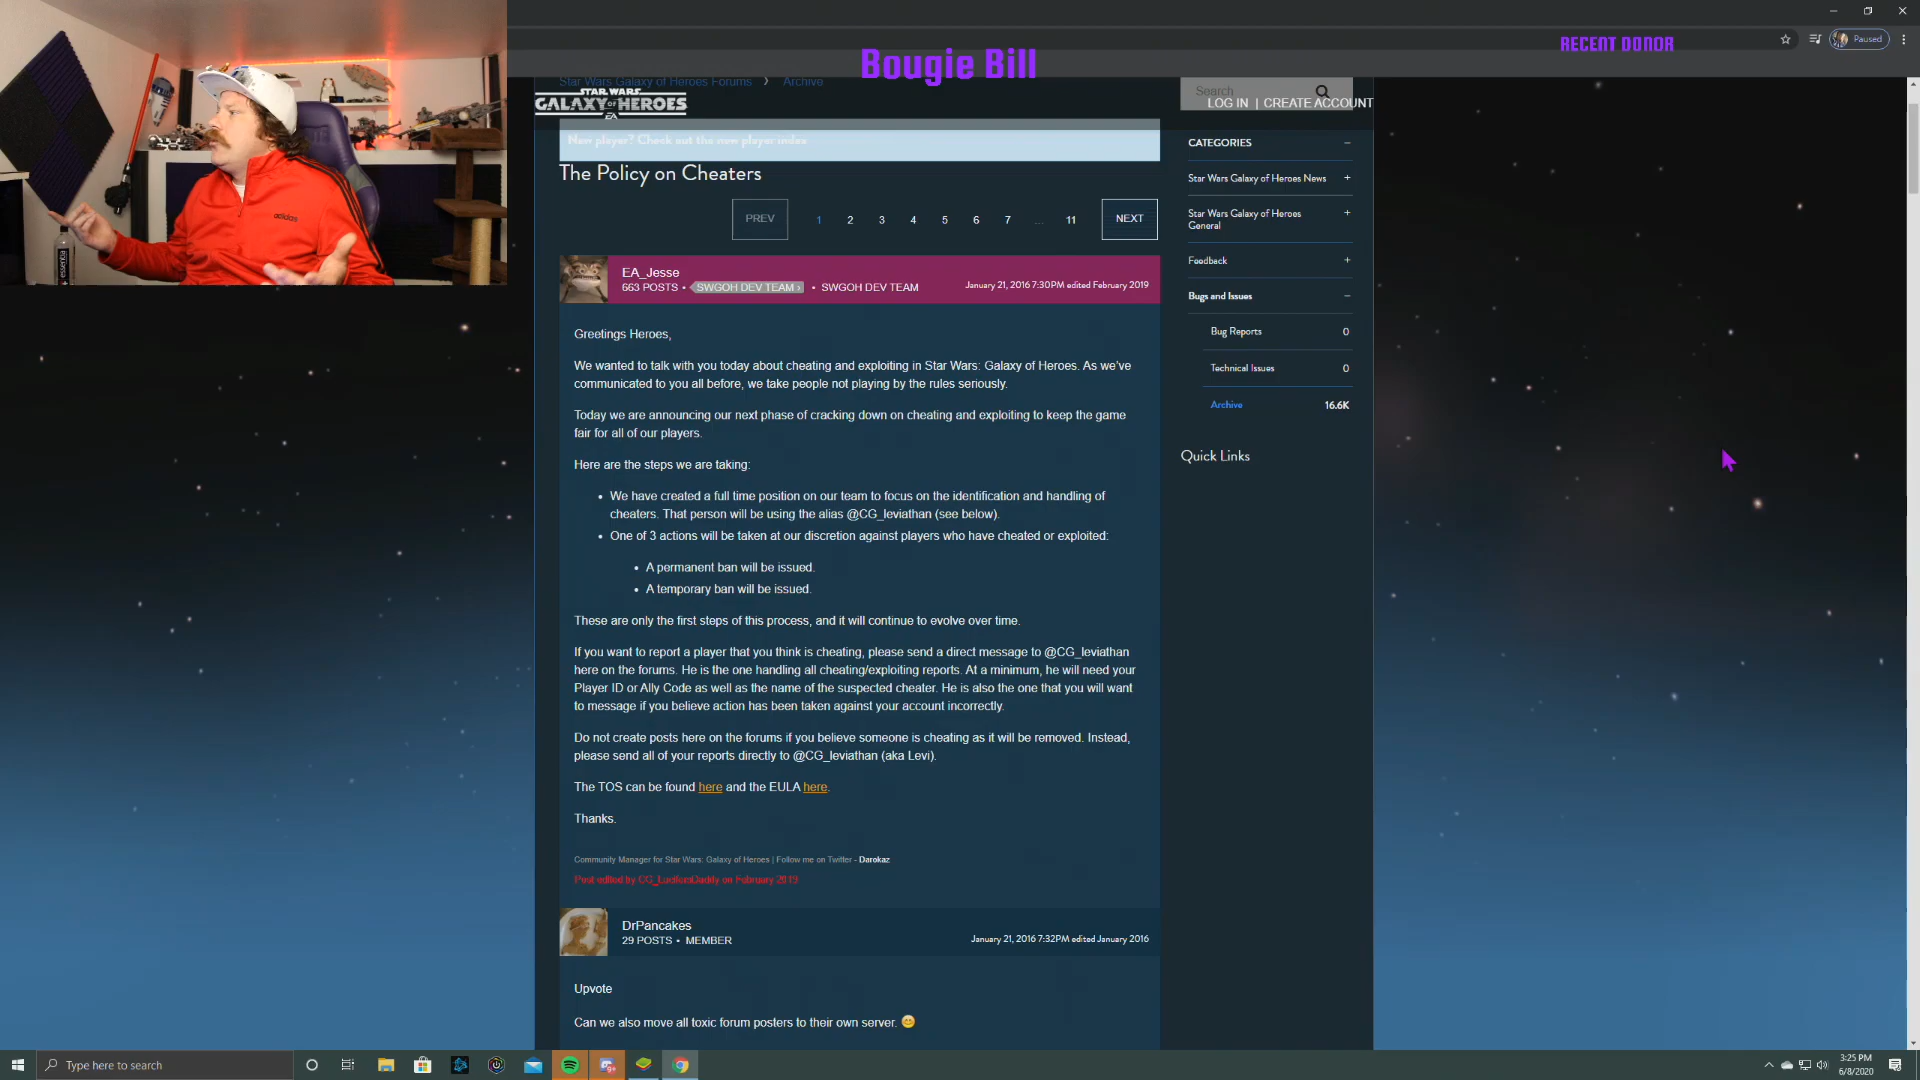 Bougie Bill
RECENT DONOR
Paused
Star Wars Galaxy of Heroes Forums > Archive
STAR WARS
GALAXY OF HEROES
EA
Search
LOG IN | CREATE ACCOUNT
New player? Check out the new player index
The Policy on Cheaters
PREV 1 2 3 4 5 6 7 ... 11 NEXT
EA_Jesse
663 POSTS • SWGOH DEV TEAM › • SWGOH DEV TEAM
January 21, 2016 7:30PM edited February 2019
Greetings Heroes,
We wanted to talk with you today about cheating and exploiting in Star Wars: Galaxy of Heroes. As we've
communicated to you all before, we take people not playing by the rules seriously.
Today we are announcing our next phase of cracking down on cheating and exploiting to keep the game
fair for all of our players.
Here are the steps we are taking:
• We have created a full time position on our team to focus on the identification and handling of
cheaters. That person will be using the alias @CG_leviathan (see below).
• One of 3 actions will be taken at our discretion against players who have cheated or exploited:
• A permanent ban will be issued.
• A temporary ban will be issued.
These are only the first steps of this process, and it will continue to evolve over time.
If you want to report a player that you think is cheating, please send a direct message to @CG_leviathan
here on the forums. He is the one handling all cheating/exploiting reports. At a minimum, he will need your
Player ID or Ally Code as well as the name of the suspected cheater. He is also the one that you will want
to message if you believe action has been taken against your account incorrectly.
Do not create posts here on the forums if you believe someone is cheating as it will be removed. Instead,
please send all of your reports directly to @CG_leviathan (aka Levi).
The TOS can be found here and the EULA here.
Thanks.
Community Manager for Star Wars: Galaxy of Heroes | Follow me on Twitter - Darokaz
Post edited by CG_LucifersDaddy on February 2019
DrPancakes
29 POSTS • MEMBER
January 21, 2016 7:32PM edited January 2016
Upvote
Can we also move all toxic forum posters to their own server. 😊
CATEGORIES −
Star Wars Galaxy of Heroes News +
Star Wars Galaxy of Heroes
General +
Feedback +
Bugs and Issues −
Bug Reports 0
Technical Issues 0
Archive 16.6K
Quick Links
adidas
essentia
Type here to search
3:25 PM
6/8/2020